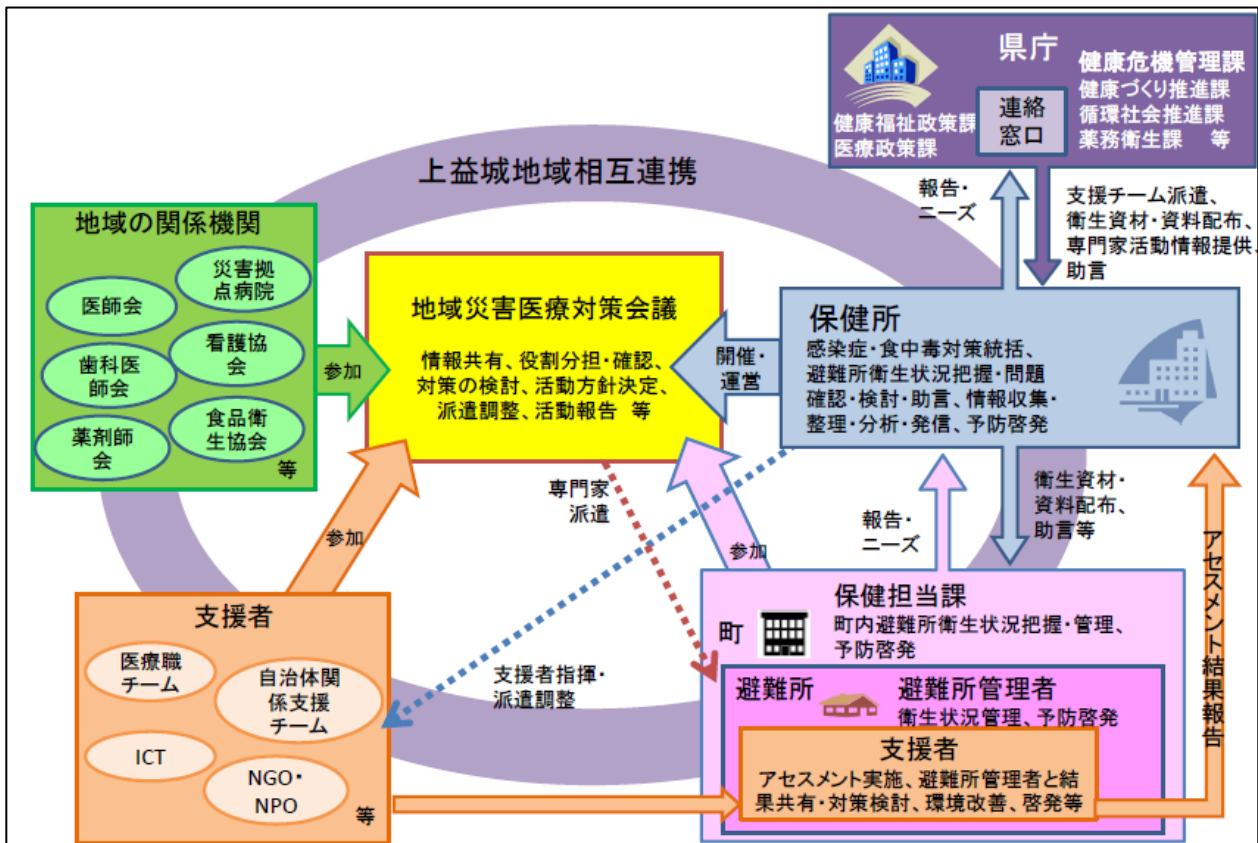 県庁
健康福祉政策課
医療政策課
連絡
窓口
健康危機管理課
健康づくり推進課
循環社会推進課
薬務衛生課 等
上益城地域相互連携
報告・
ニーズ
支援チーム派遣、
衛生資材・資料配布、
専門家活動情報提供、
助言
地域の関係機関
医師会
災害拠
点病院
歯科医
師会
看護協
会
薬剤師
会
食品衛
生協会
等
参加
地域災害医療対策会議
情報共有、役割分担・確認、
対策の検討、活動方針決定、
派遣調整、活動報告 等
開催・
運営
保健所
感染症・食中毒対策統括、
避難所衛生状況把握・問題
確認・検討・助言、情報収集・
整理・分析・発信、予防啓発
参加
専門家
派遣
参加
報告・
ニーズ
衛生資材・
資料配布、
助言等
アセスメント結果報告
支援者
医療職
チーム
自治体関
係支援
チーム
ICT
NGO・
NPO
等
支援者指揮・
派遣調整
町
保健担当課
町内避難所衛生状況把握・管理、
予防啓発
避難所
避難所管理者
衛生状況管理、予防啓発
支援者
アセスメント実施、避難所管理者と結
果共有・対策検討、環境改善、啓発等